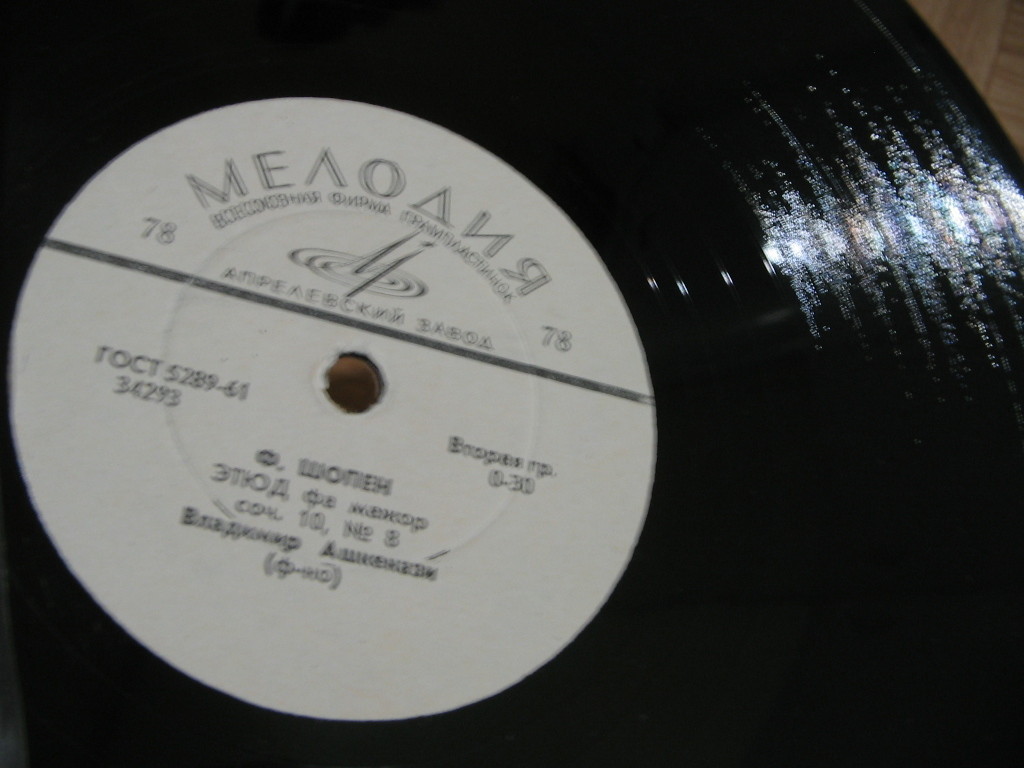 МЕЛОДИЯ
ВСЕСОЮЗНАЯ ФИРМА ГРАМПЛАСТИНОК
78
АПРЕЛЕВСКИЙ ЗАВОД
78
ГОСТ 5289-61
34293
Вторая гр.
0-30
Ф. ШОПЕН
ЭТЮД фа мажор
соч. 10, № 8
Владимир Ашкенази
(ф-но)